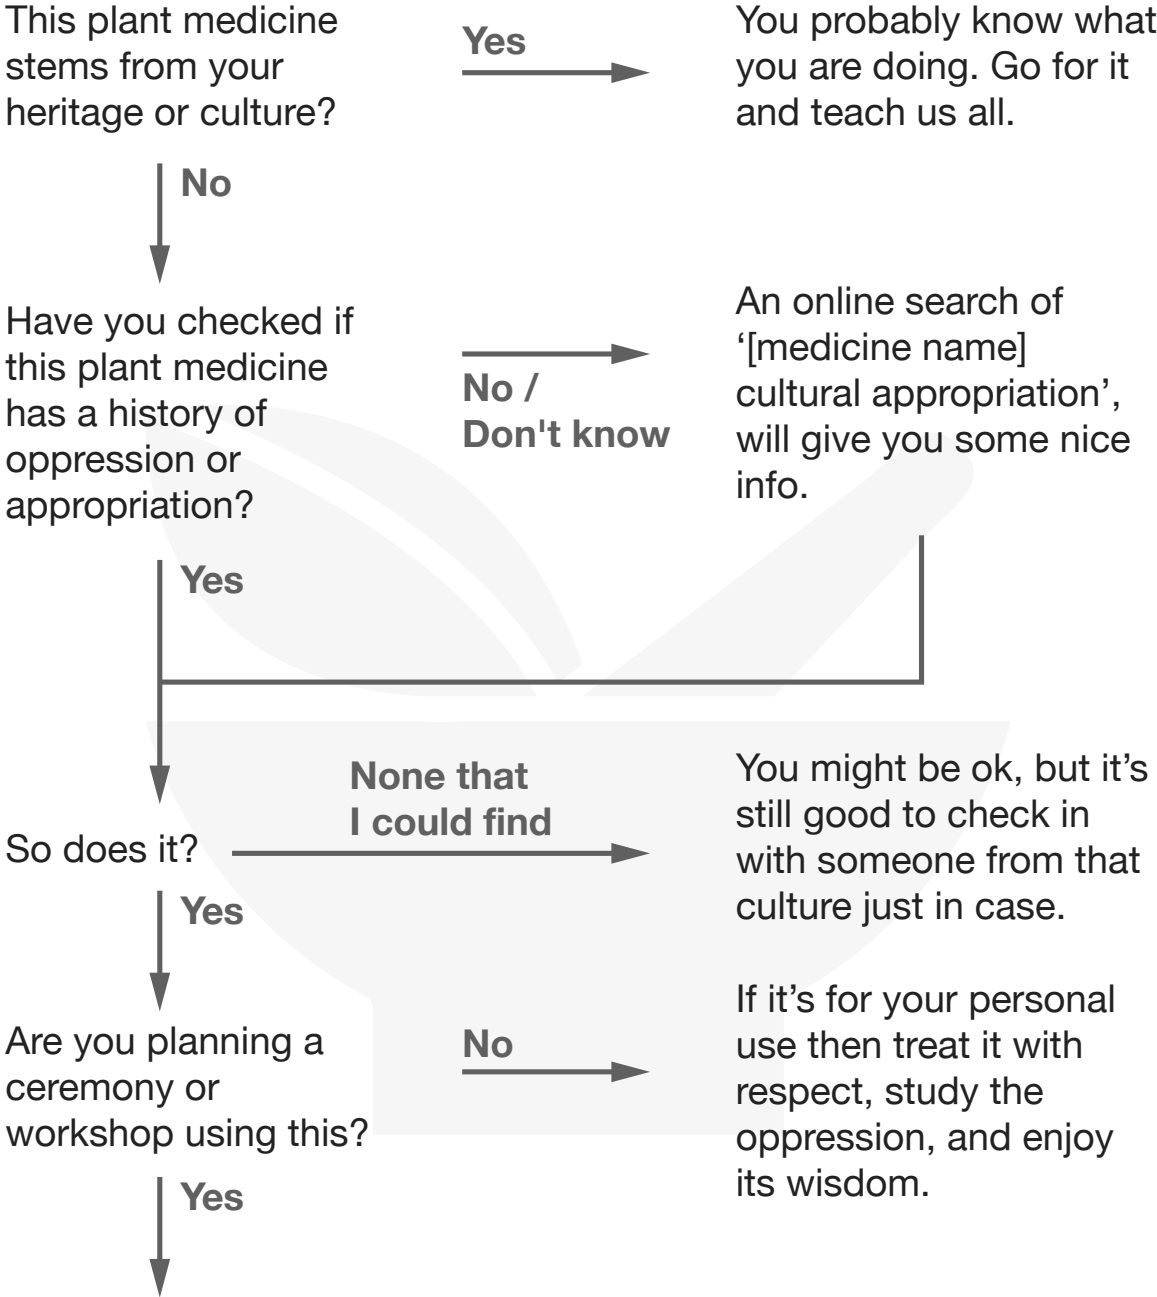 This plant medicine
stems from your
heritage or culture?
Yes
You probably know what
you are doing. Go for it
and teach us all.
No
Have you checked if
this plant medicine
has a history of
oppression or
appropriation?
No /
Don't know
An online search of
‘[medicine name]
cultural appropriation’,
will give you some nice
info.
Yes
So does it?
None that
I could find
You might be ok, but it’s
still good to check in
with someone from that
culture just in case.
Yes
Are you planning a
ceremony or
workshop using this?
No
If it’s for your personal
use then treat it with
respect, study the
oppression, and enjoy
its wisdom.
Yes